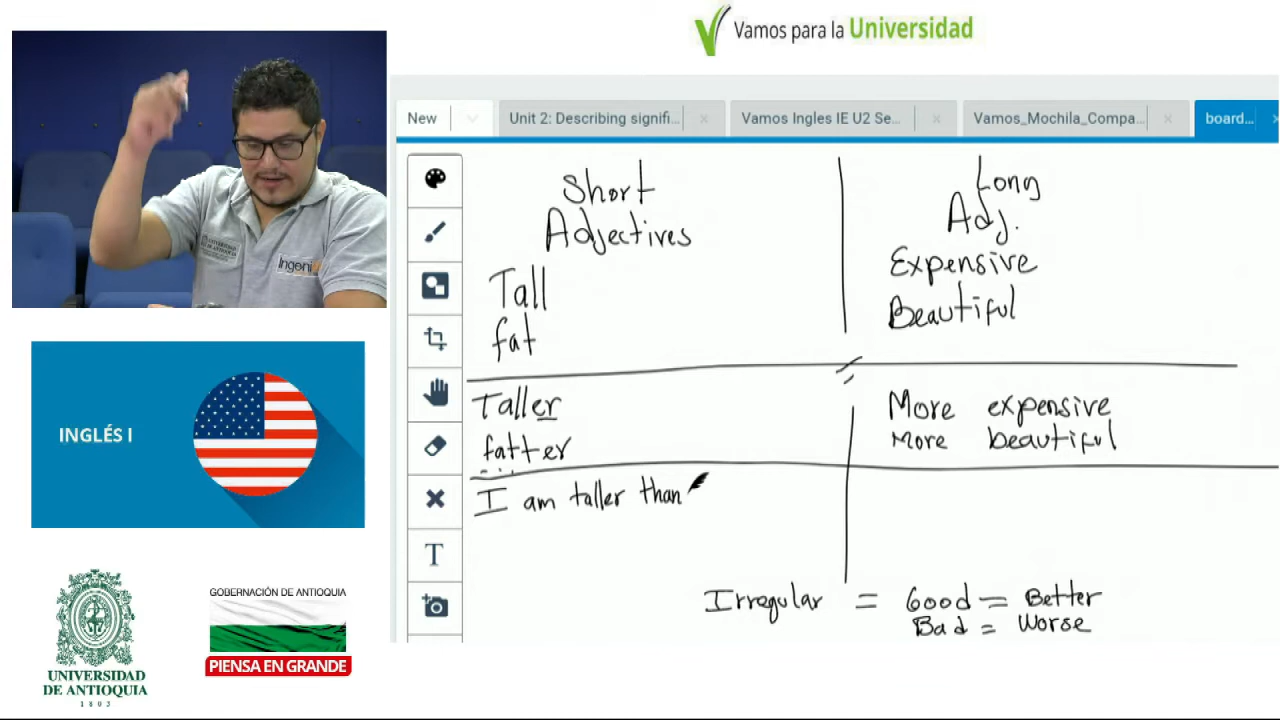 Vamos para la Universidad
New
Unit 2: Describing signifi...
Vamos Ingles IE U2 Se...
Vamos_Mochila_Compa...
board...
Short
Adjectives
Tall
fat
Long
Adj.
Expensive
Beautiful
Taller
fatter
More expensive
More beautiful
I am taller than
Irregular = Good = Better
Bad = Worse
T
INGLÉS I
UNIVERSIDAD
DE ANTIOQUIA
1803
GOBERNACIÓN DE ANTIOQUIA
PIENSA EN GRANDE